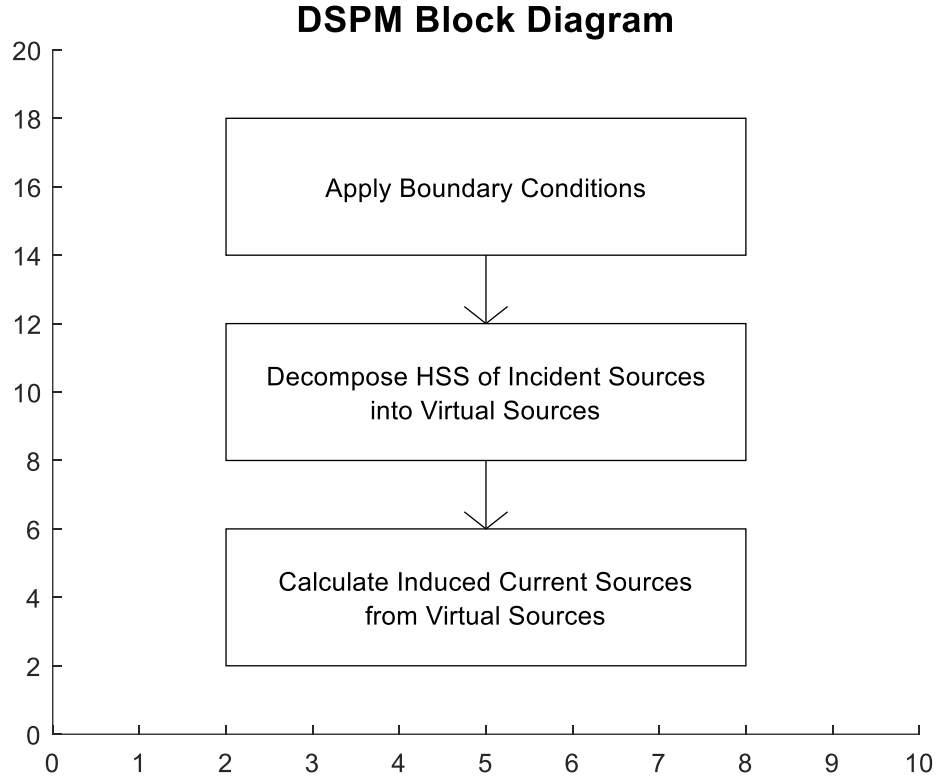 DSPM Block Diagram
20
18
Apply Boundary Conditions
16
14
12
Decompose HSS of Incident Sources
into Virtual Sources
10
8
6
Calculate Induced Current Sources
from Virtual Sources
4
2
0
0 1 2 3 4 5 6 7 8 9 10